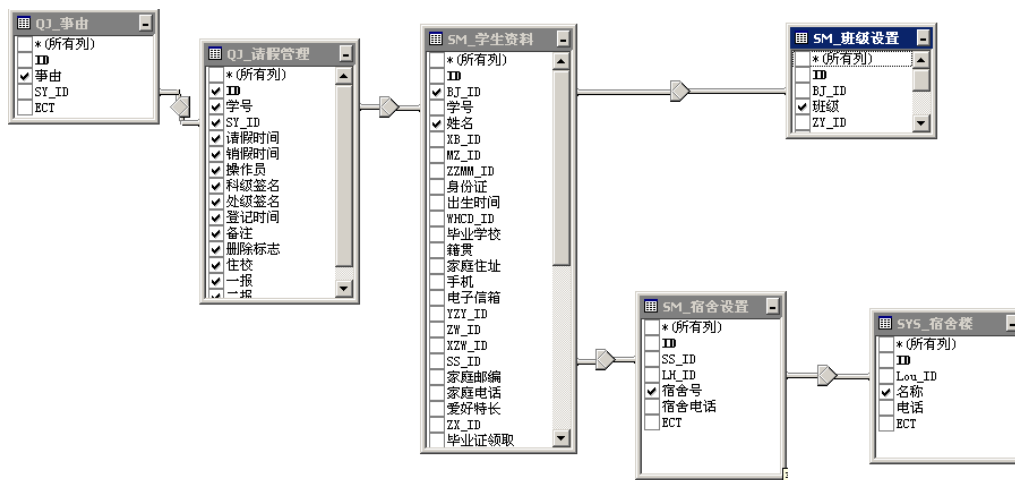 QJ_事由
*(所有列)
ID
事由
SY_ID
ECT
QJ_请假管理
*(所有列)
ID
学号
SY_ID
请假时间
销假时间
操作员
科级签名
处级签名
登记时间
备注
删除标志
住校
一报
二报
SM_学生资料
*(所有列)
ID
BJ_ID
学号
姓名
XB_ID
MZ_ID
ZZMM_ID
身份证
出生时间
WHCD_ID
毕业学校
籍贯
家庭住址
手机
电子信箱
YZY_ID
ZW_ID
XZW_ID
SS_ID
家庭邮编
家庭电话
爱好特长
ZX_ID
毕业证领取
SM_班级设置
*(所有列)
ID
BJ_ID
班级
ZY_ID
SM_宿舍设置
*(所有列)
ID
SS_ID
LH_ID
宿舍号
宿舍电话
ECT
SYS_宿舍楼
*(所有列)
ID
Lou_ID
名称
电话
ECT